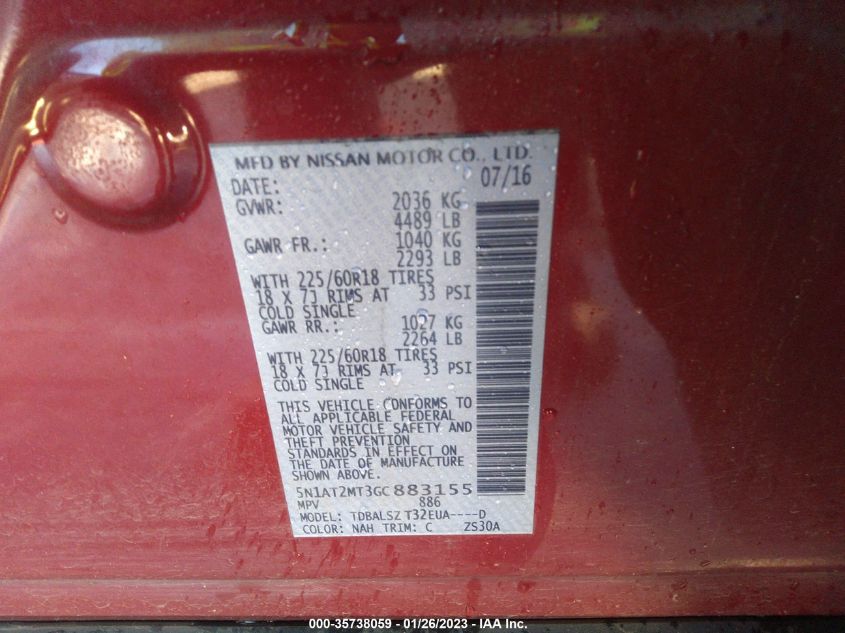 MFD BY NISSAN MOTOR CO., LTD.
DATE: 07/16
GVWR: 2036 KG
4489 LB
GAWR FR.: 1040 KG
2293 LB
WITH 225/60R18 TIRES
18 X 7J RIMS AT 33 PSI
COLD SINGLE
GAWR RR.: 1027 KG
2264 LB
WITH 225/60R18 TIRES
18 X 7J RIMS AT 33 PSI
COLD SINGLE
THIS VEHICLE CONFORMS TO
ALL APPLICABLE FEDERAL
MOTOR VEHICLE SAFETY AND
THEFT PREVENTION
STANDARDS IN EFFECT ON
THE DATE OF MANUFACTURE
SHOWN ABOVE.
5N1AT2MT3GC883155
MPV 886
MODEL: TDBALSZ T32EUA----D
COLOR: NAH TRIM: C ZS30A
000-35738059 - 01/26/2023 - IAA Inc.